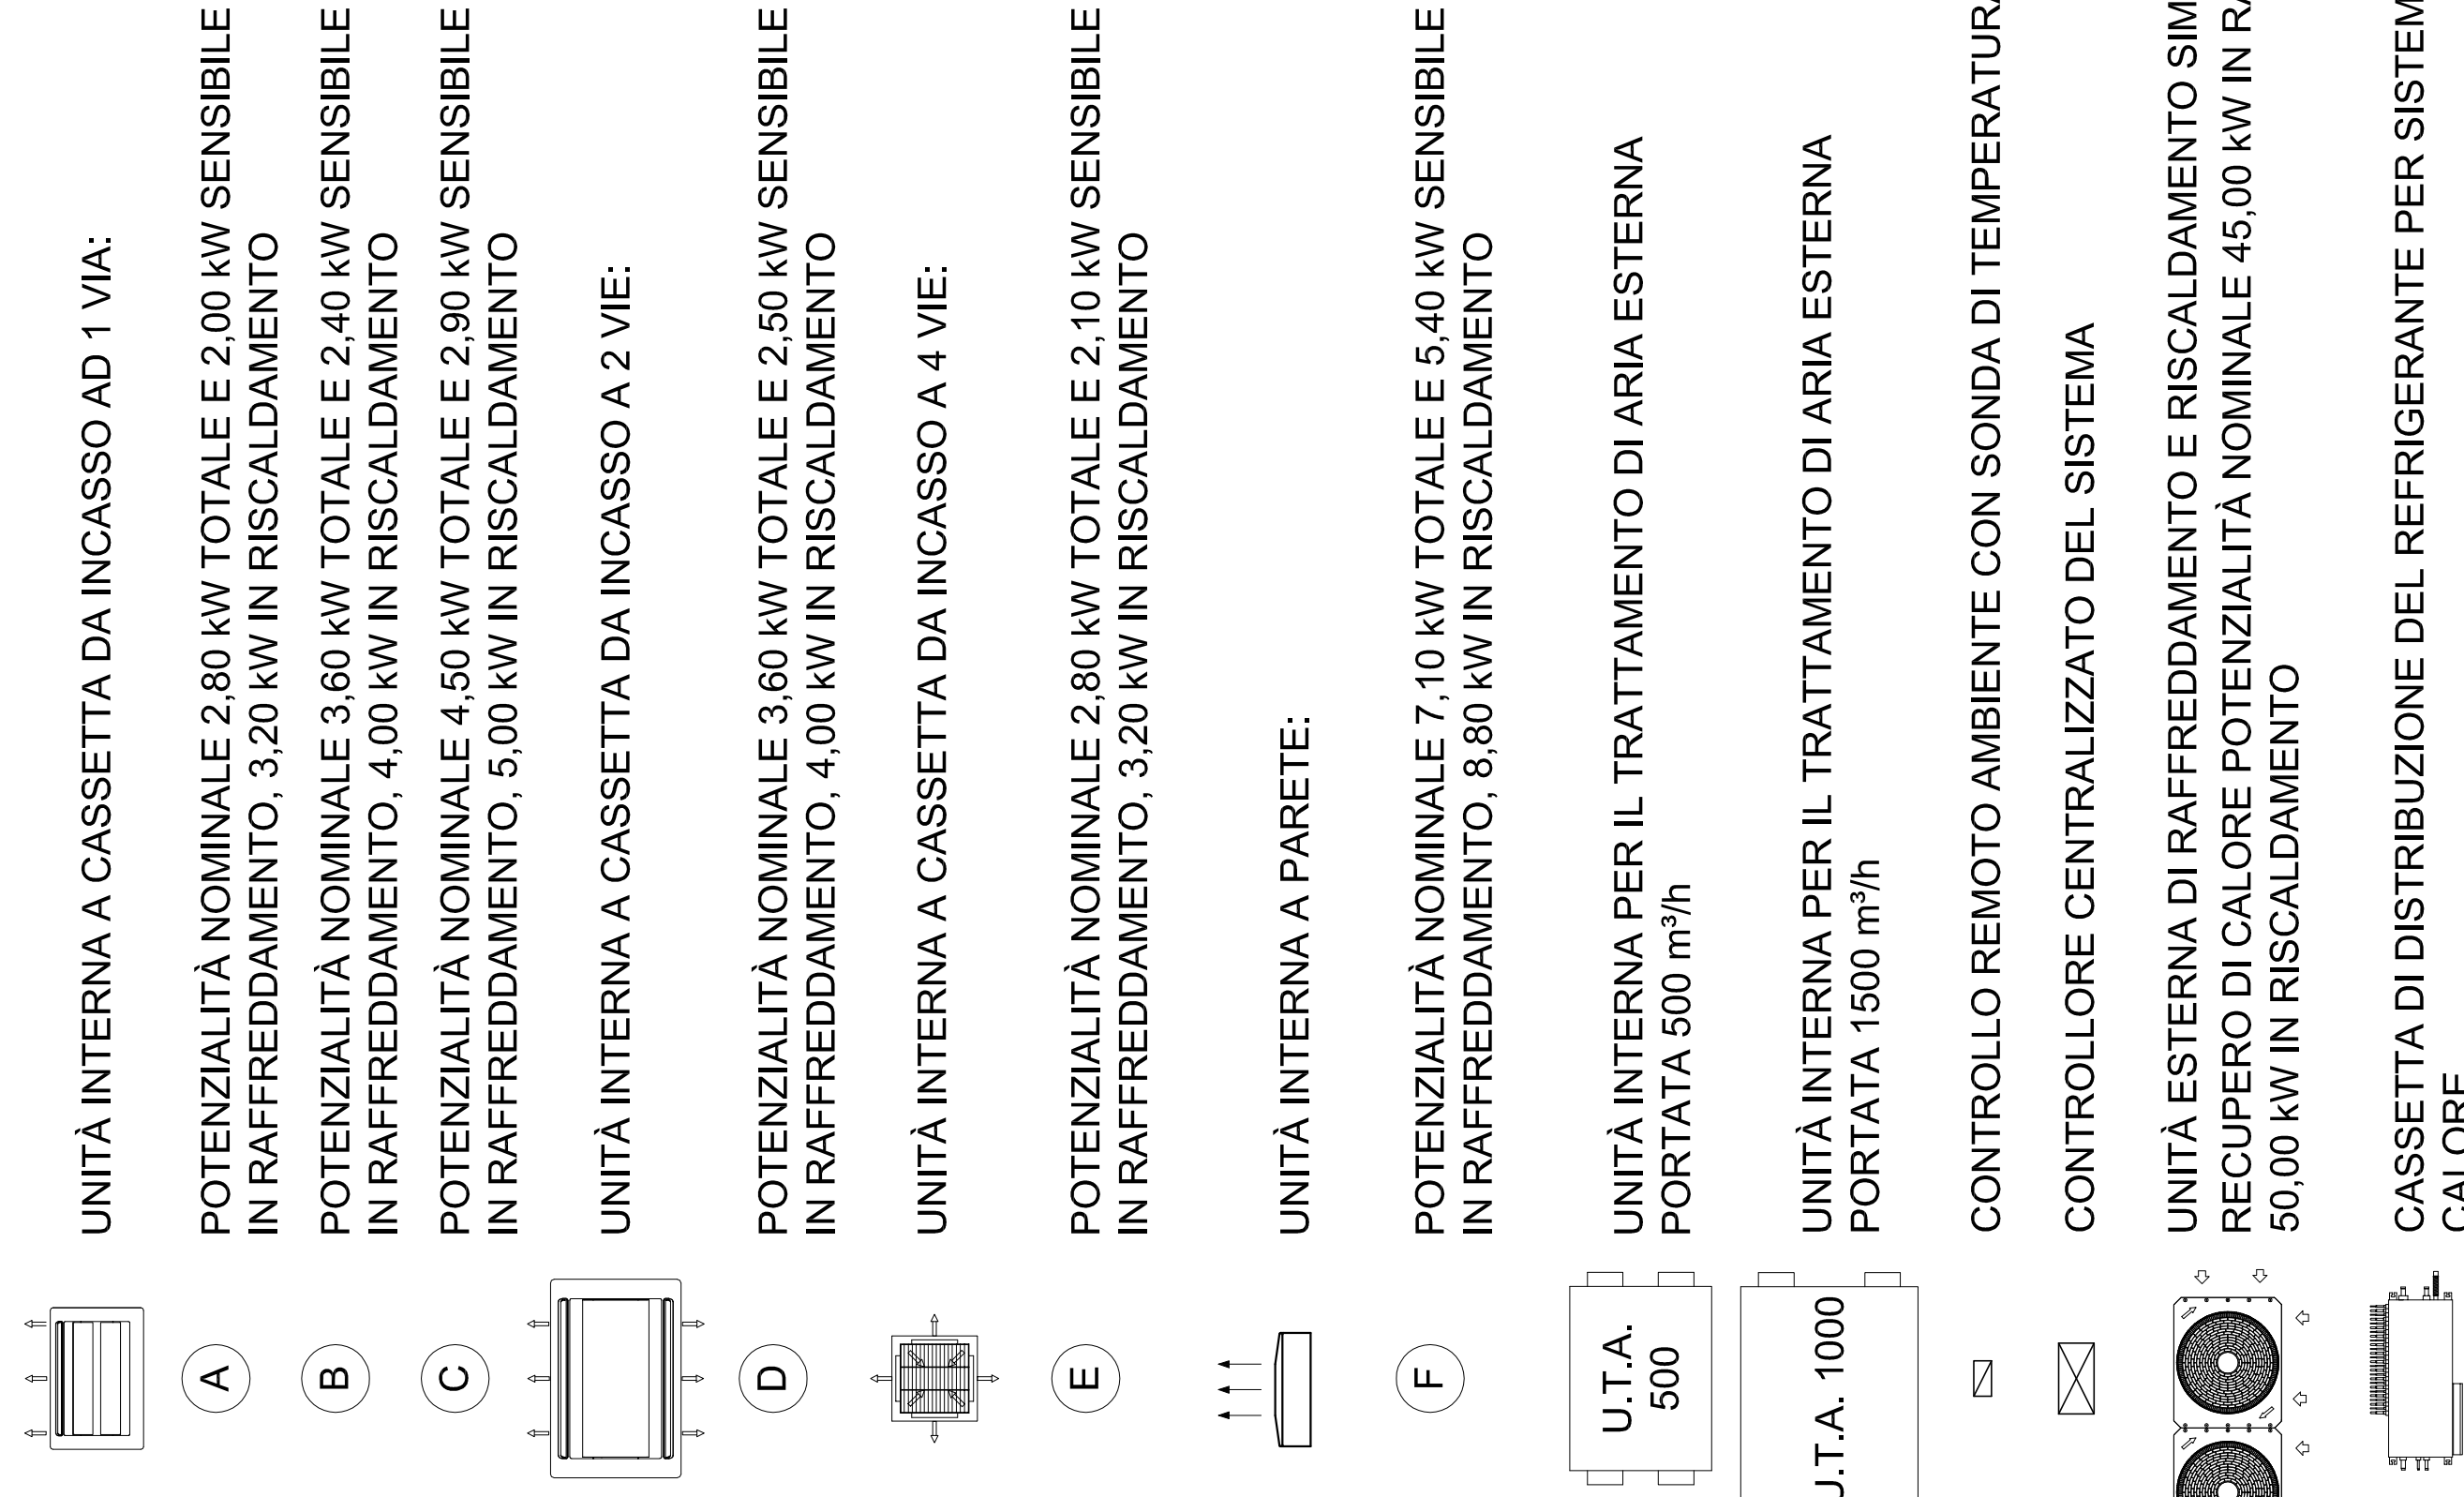 UNITÀ INTERNA A CASSETTA DA INCASSO AD 1 VIA:
A
POTENZIALITÀ NOMINALE 2,80 kW TOTALE E 2,00 kW SENSIBILE
IN RAFFREDDAMENTO, 3,20 kW IN RISCALDAMENTO
B
POTENZIALITÀ NOMINALE 3,60 kW TOTALE E 2,40 kW SENSIBILE
IN RAFFREDDAMENTO, 4,00 kW IN RISCALDAMENTO
C
POTENZIALITÀ NOMINALE 4,50 kW TOTALE E 2,90 kW SENSIBILE
IN RAFFREDDAMENTO, 5,00 kW IN RISCALDAMENTO
UNITÀ INTERNA A CASSETTA DA INCASSO A 2 VIE:
D
POTENZIALITÀ NOMINALE 3,60 kW TOTALE E 2,50 kW SENSIBILE
IN RAFFREDDAMENTO, 4,00 kW IN RISCALDAMENTO
UNITÀ INTERNA A CASSETTA DA INCASSO A 4 VIE:
E
POTENZIALITÀ NOMINALE 2,80 kW TOTALE E 2,10 kW SENSIBILE
IN RAFFREDDAMENTO, 3,20 kW IN RISCALDAMENTO
UNITÀ INTERNA A PARETE:
F
POTENZIALITÀ NOMINALE 7,10 kW TOTALE E 5,40 kW SENSIBILE
IN RAFFREDDAMENTO, 8,80 kW IN RISCALDAMENTO
U.T.A.
500
UNITÀ INTERNA PER IL TRATTAMENTO DI ARIA ESTERNA
PORTATA 500 m³/h
U.T.A. 1000
UNITÀ INTERNA PER IL TRATTAMENTO DI ARIA ESTERNA
PORTATA 1500 m³/h
CONTROLLO REMOTO AMBIENTE CON SONDA DI TEMPERATURA
CONTROLLORE CENTRALIZZATO DEL SISTEMA
UNITÀ ESTERNA DI RAFFREDDAMENTO E RISCALDAMENTO SIM
RECUPERO DI CALORE POTENZIALITÀ NOMINALE 45,00 kW IN RA
50,00 kW IN RISCALDAMENTO
CASSETTA DI DISTRIBUZIONE DEL REFRIGERANTE PER SISTEM
CALORE